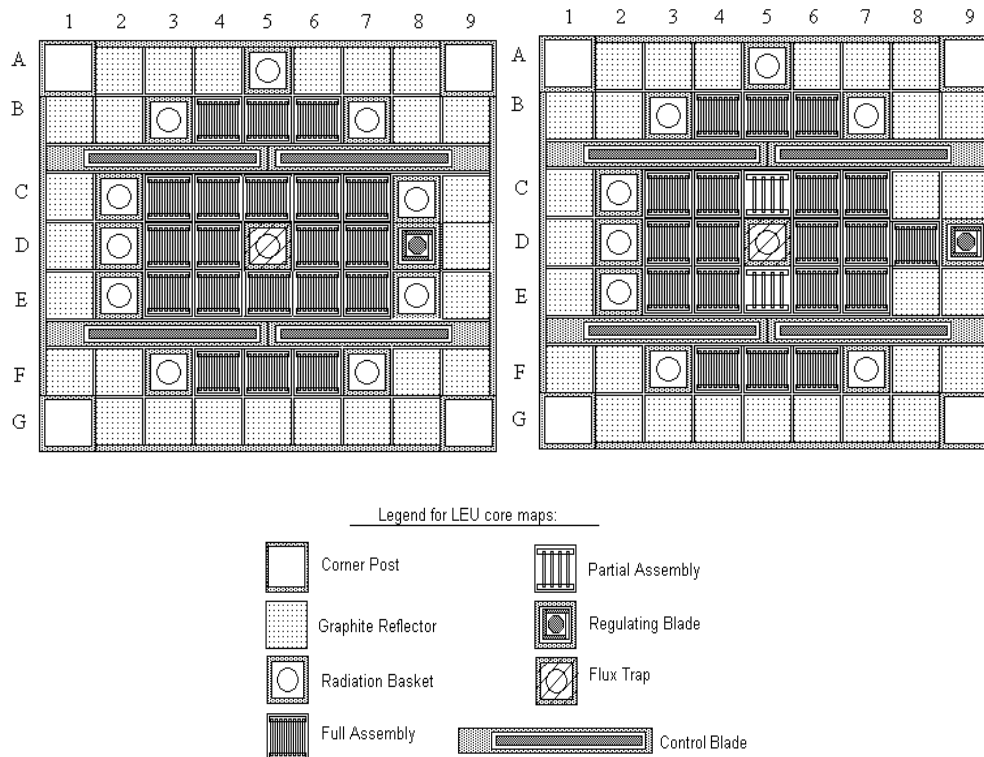 1 2 3 4 5 6 7 8 9
A
B
C
D
E
F
G
1 2 3 4 5 6 7 8 9
A
B
C
D
E
F
G
Legend for LEU core maps:
Corner Post
Graphite Reflector
Radiation Basket
Full Assembly
Partial Assembly
Regulating Blade
Flux Trap
Control Blade